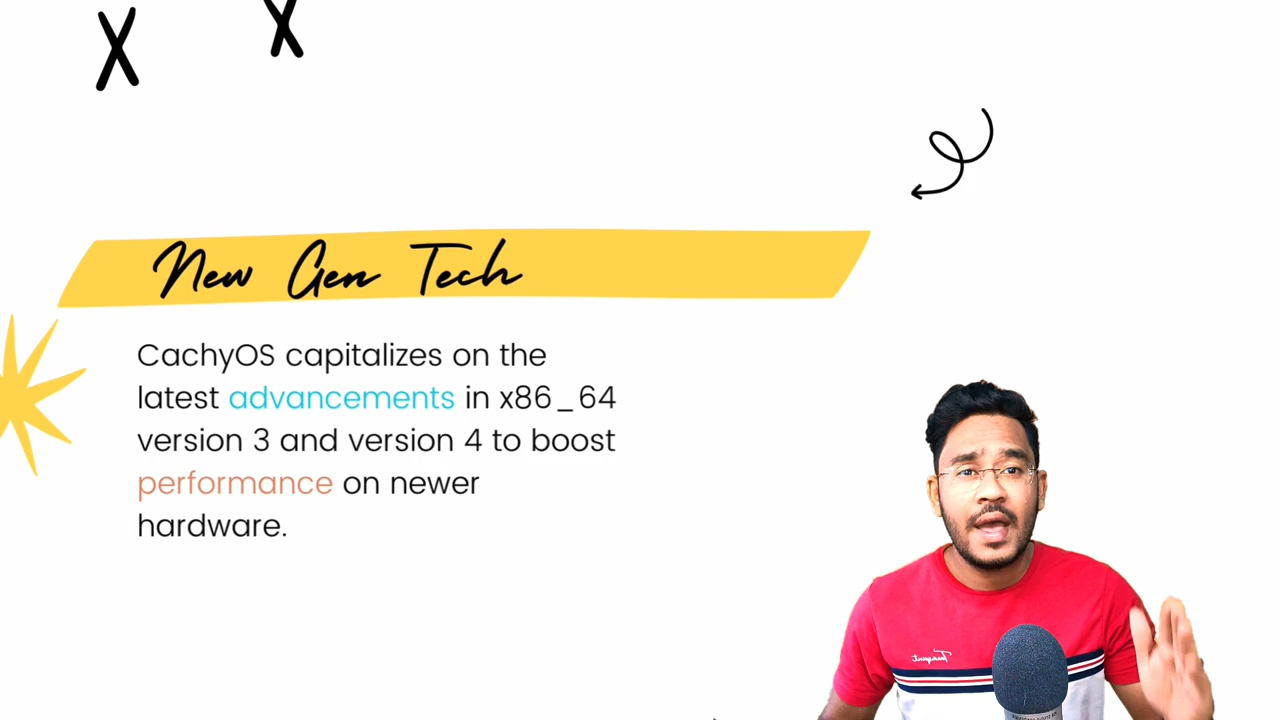 New Gen Tech
CachyOS capitalizes on the
latest advancements in x86_64
version 3 and version 4 to boost
performance on newer
hardware.